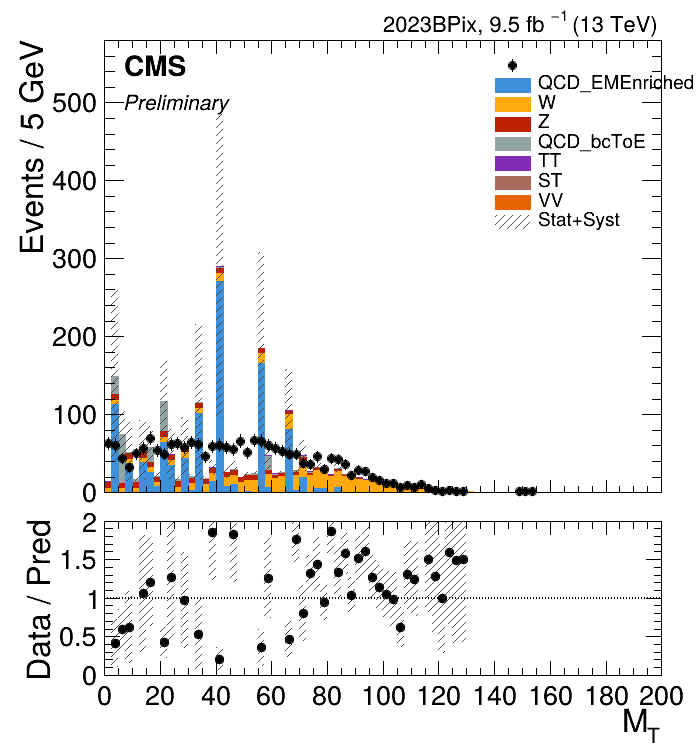 2023BPix, 9.5 fb⁻¹ (13 TeV)
Events / 5 GeV
CMS
Preliminary
QCD_EMEnriched
W
Z
QCD_bcToE
TT
ST
VV
Stat+Syst
500
400
300
200
100
0
Data / Pred
2
1.5
1
0.5
0
0 20 40 60 80 100 120 140 160 180 200
M_T